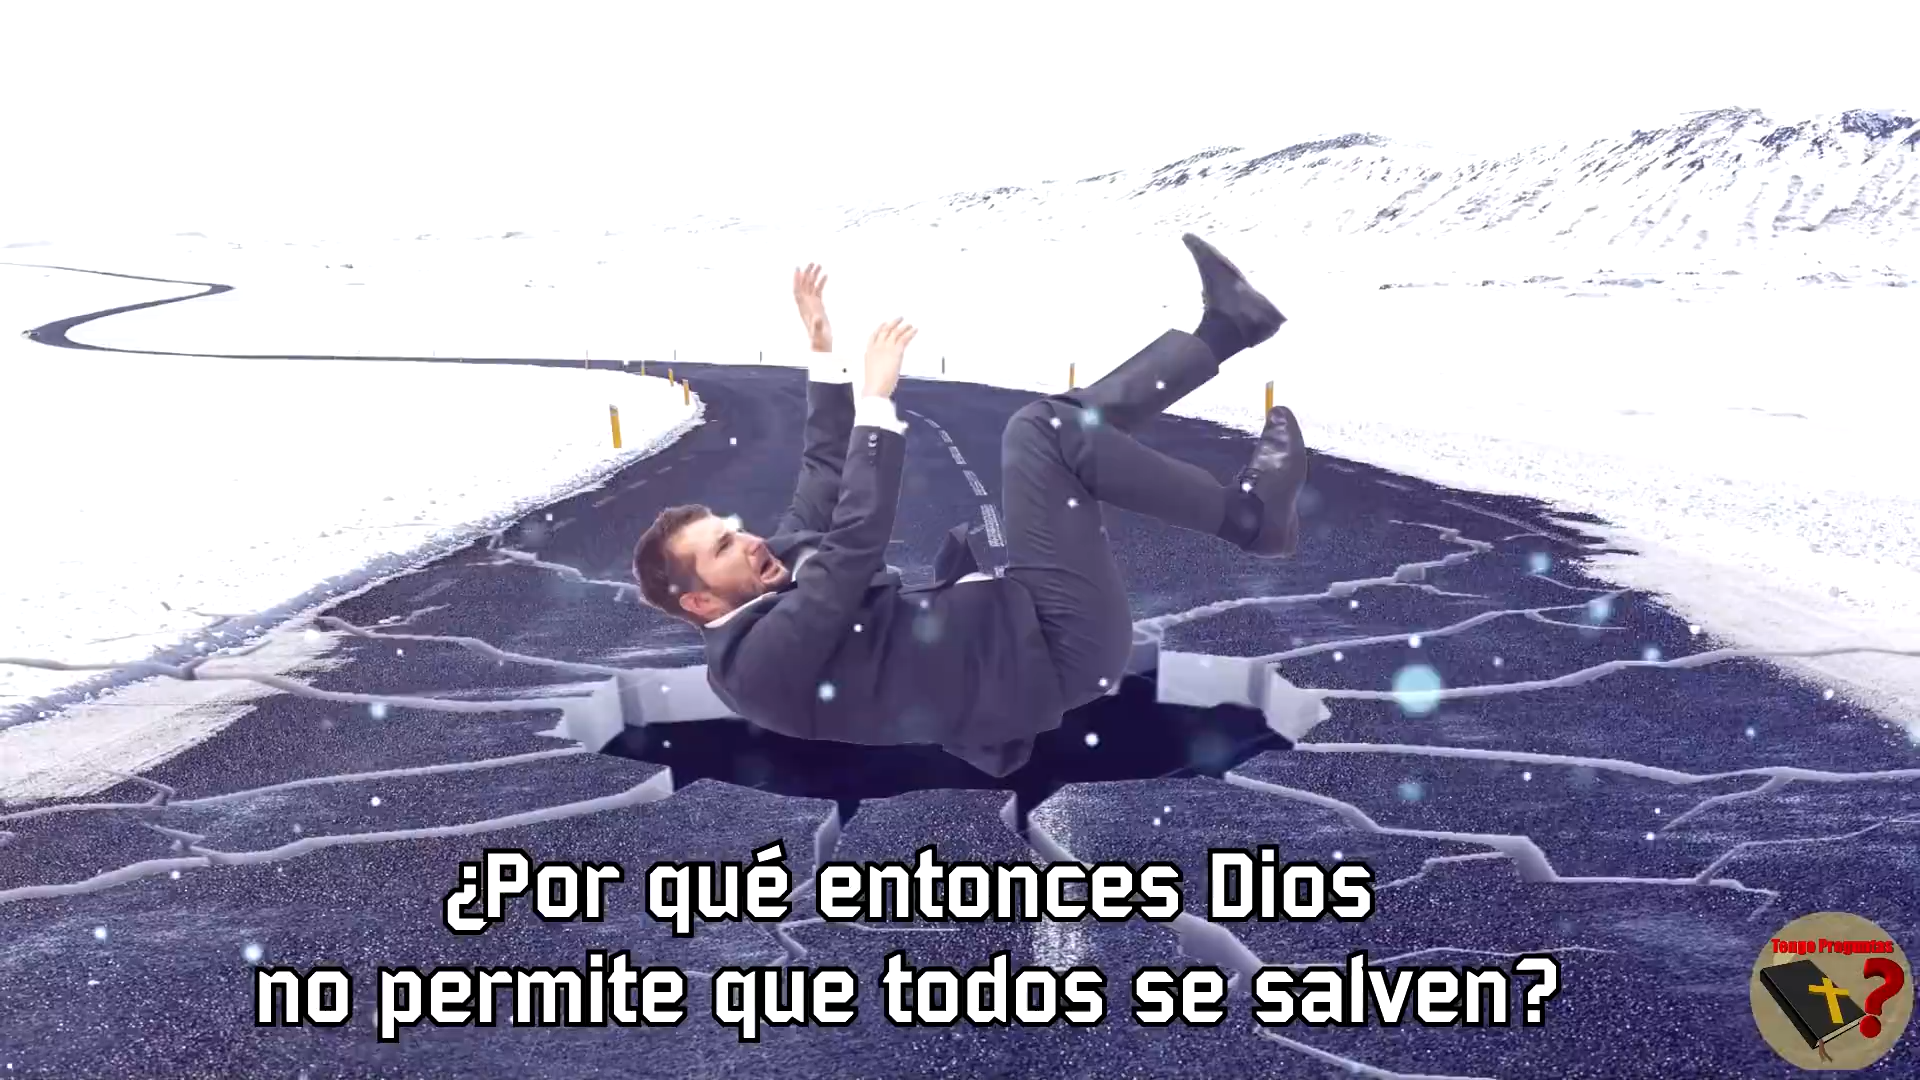 ¿Por qué entonces Dios
no permite que todos se salven?
Tengo Preguntas
?